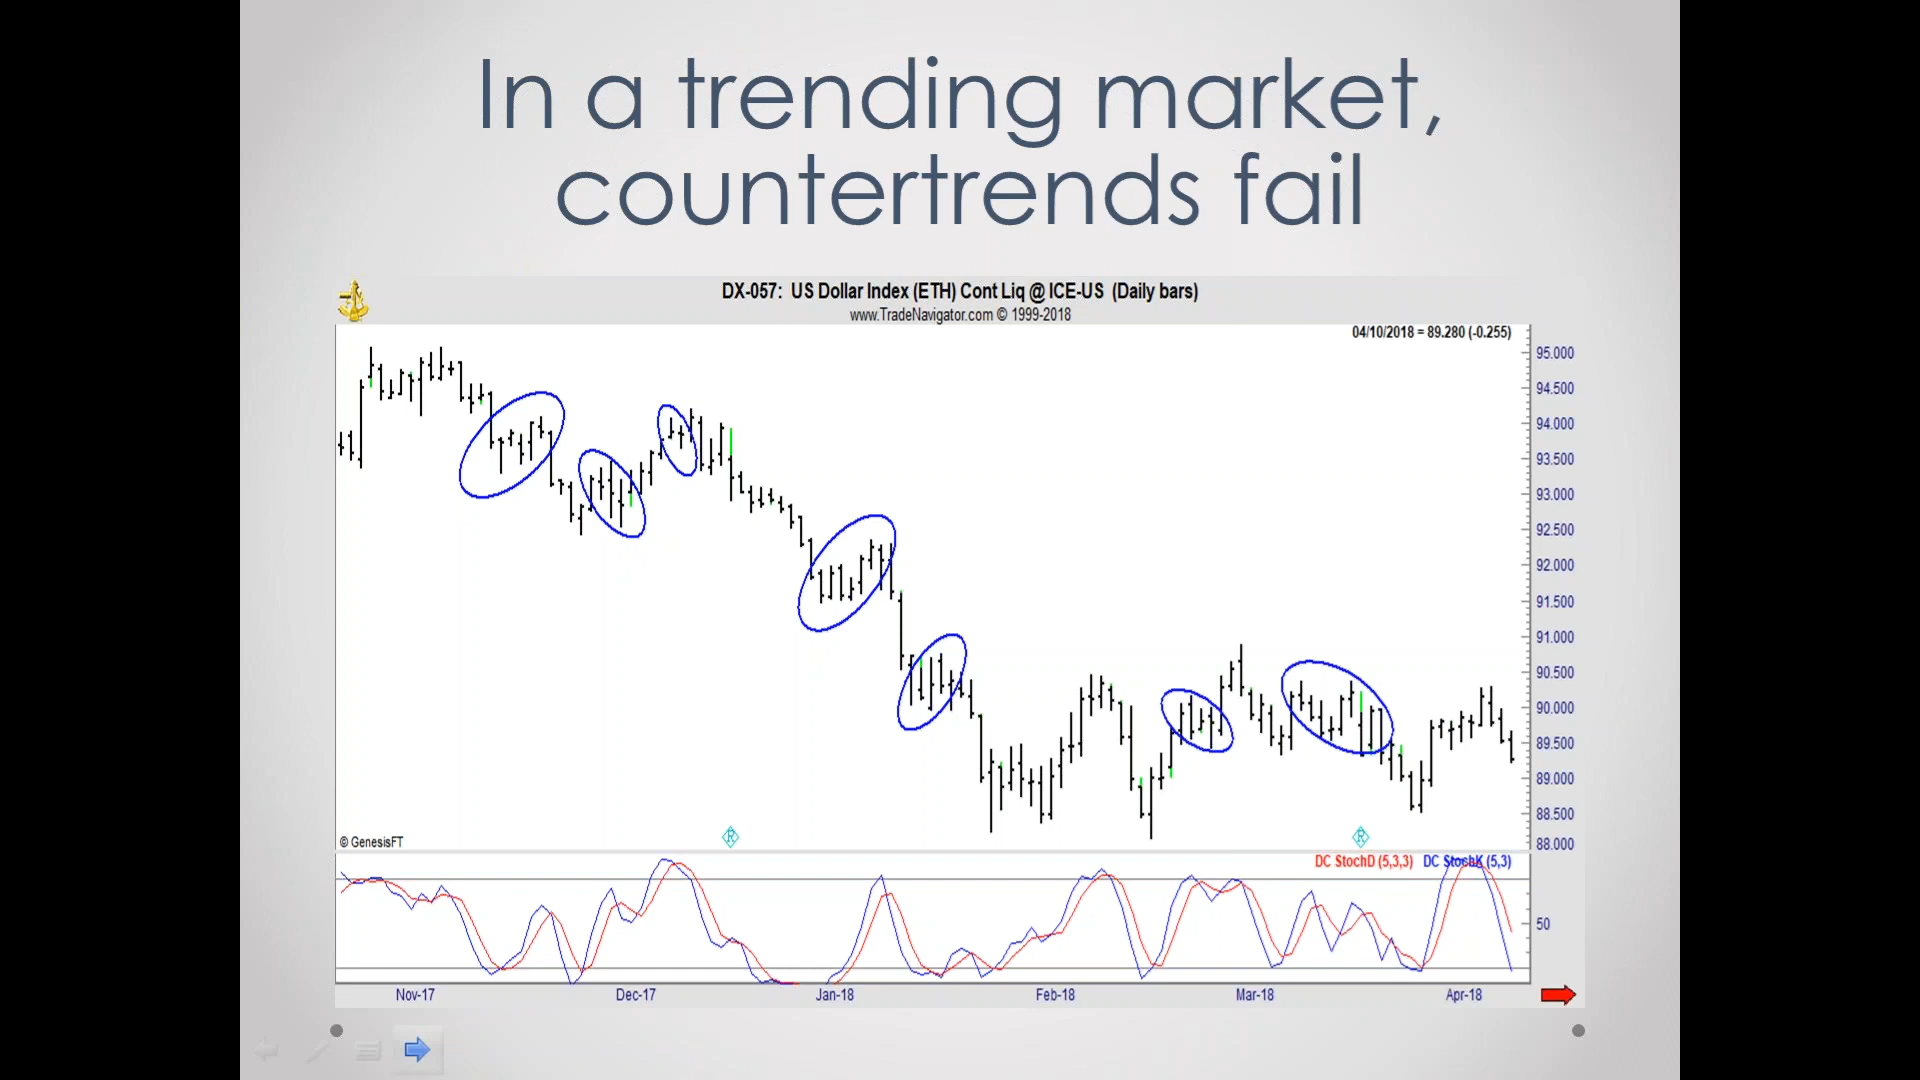 In a trending market,
countertrends fail
DX-057: US Dollar Index (ETH) Cont Liq @ ICE-US (Daily bars)
www.TradeNavigator.com © 1999-2018
04/10/2018 = 89.280 (-0.255)
95.000
94.500
94.000
93.500
93.000
92.500
92.000
91.500
91.000
90.500
90.000
89.500
89.000
88.500
88.000
R
R
© GenesisFT
DC StochD (5,3,3) DC StochK (5,3)
50
Nov-17 Dec-17 Jan-18 Feb-18 Mar-18 Apr-18